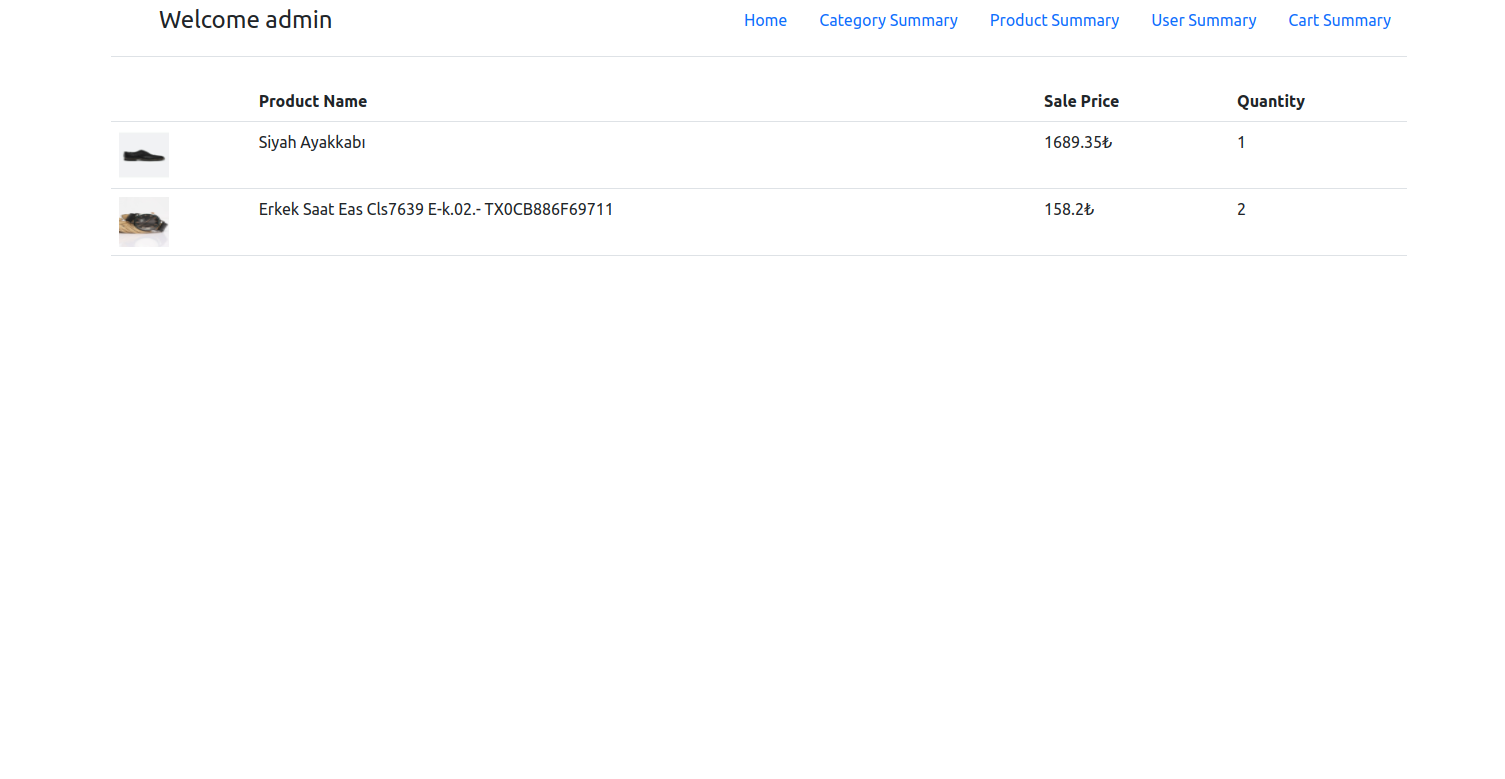 Welcome admin Home Category Summary Product Summary User Summary Cart Summary
Product Name Sale Price Quantity
Siyah Ayakkabı 1689.35₺ 1
Erkek Saat Eas Cls7639 E-k.02.- TX0CB886F69711 158.2₺ 2